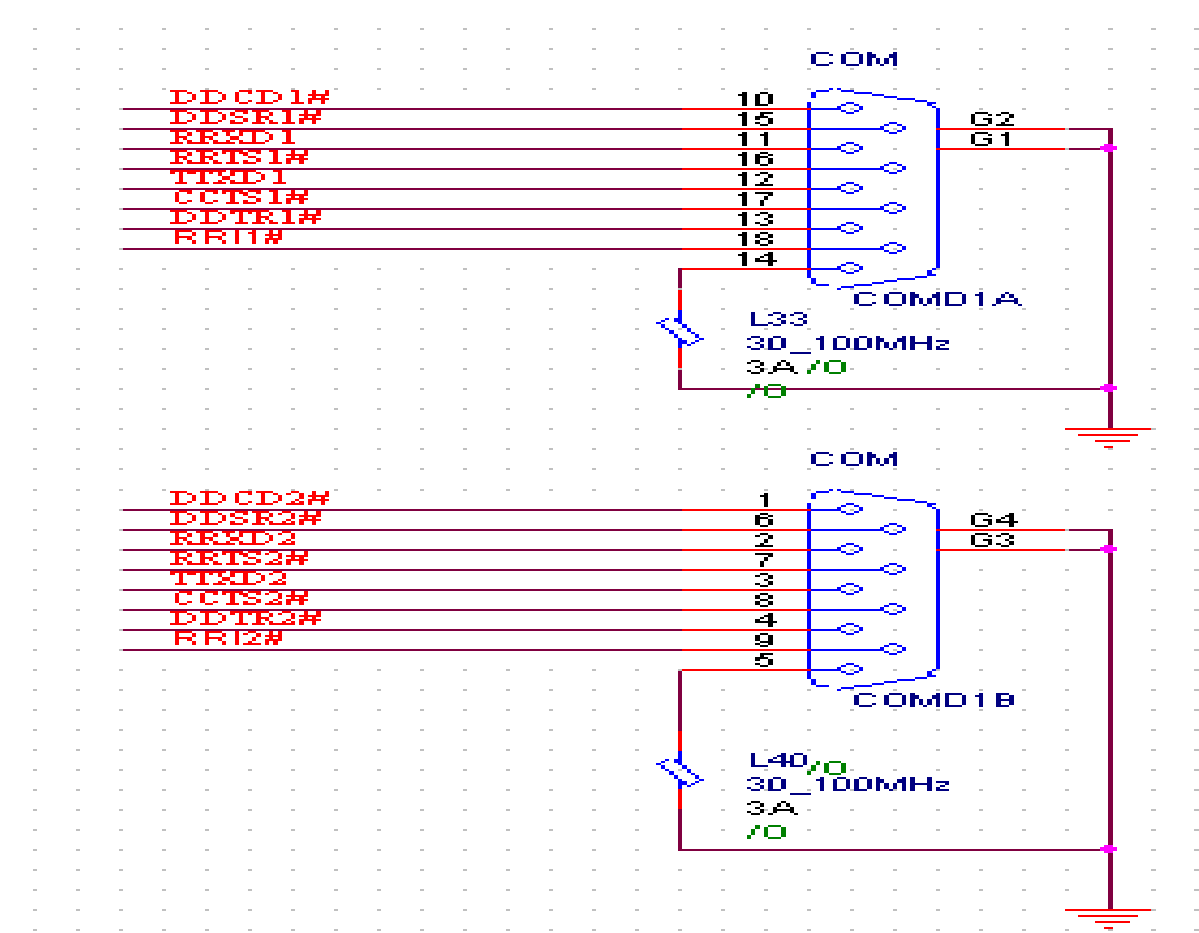 COM
DDCD1# 10
DDSR1# 15 G2
RRXD1 11 G1
RRTS1# 16
TTXD1 12
CCTS1# 17
DDTR1# 13
RRI1# 18
14
COMD1A
L33
30_100MHz
3A /O
/O
COM
DDCD2# 1
DDSR2# 6 G4
RRXD2 2 G3
RRTS2# 7
TTXD2 3
CCTS2# 8
DDTR2# 4
RRI2# 9
5
COMD1B
L40 /O
30_100MHz
3A
/O